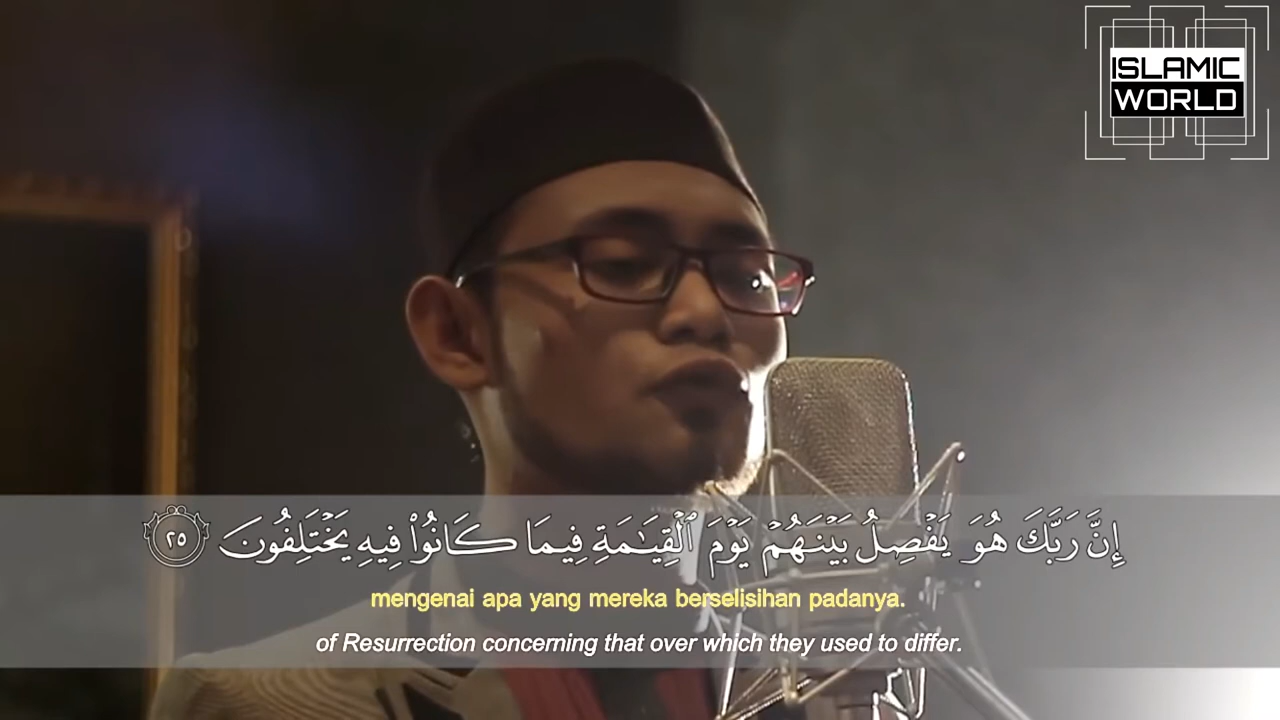 ISLAMIC
WORLD
إِنَّ رَبَّكَ هُوَ يَفْصِلُ بَيْنَهُمْ يَوْمَ ٱلْقِيَـٰمَةِ فِيمَا كَانُوا۟ فِيهِ يَخْتَلِفُونَ ٢٥
mengenai apa yang mereka berselisihan padanya.
of Resurrection concerning that over which they used to differ.